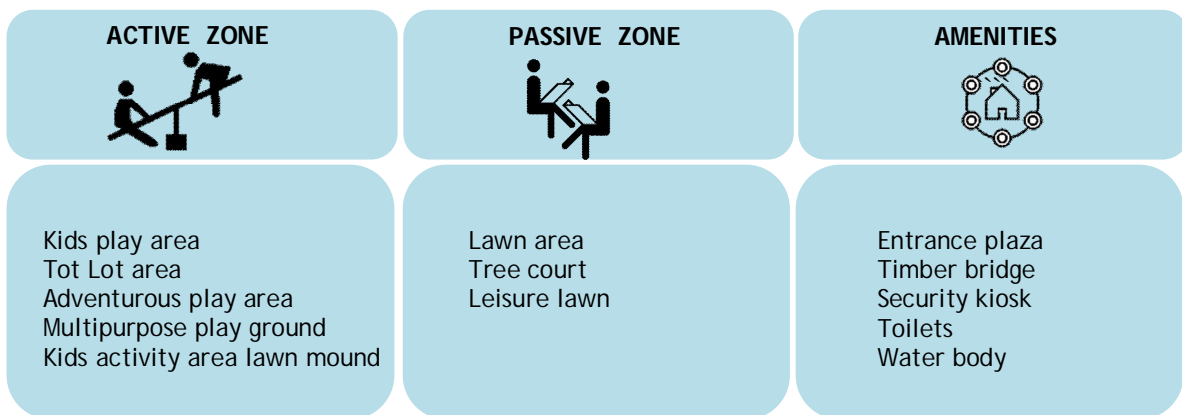 ACTIVE ZONE
Kids play area
Tot Lot area
Adventurous play area
Multipurpose play ground
Kids activity area lawn mound
PASSIVE ZONE
Lawn area
Tree court
Leisure lawn
AMENITIES
Entrance plaza
Timber bridge
Security kiosk
Toilets
Water body